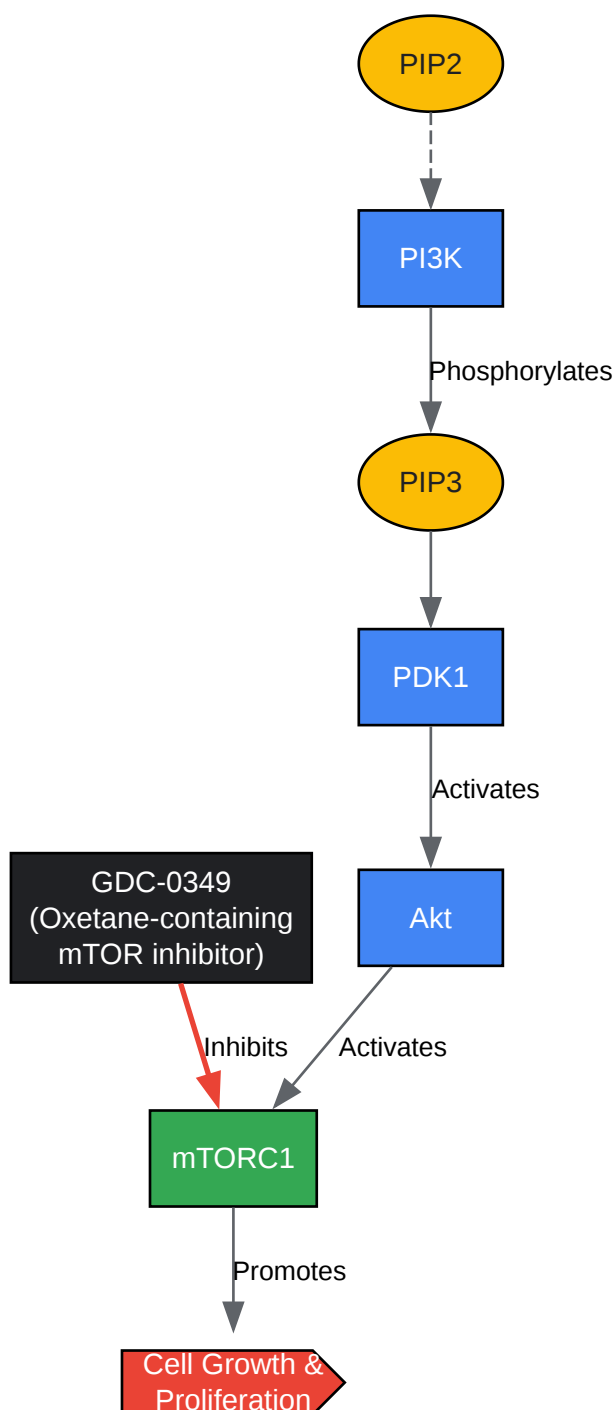 PIP2
PI3K
Phosphorylates
PIP3
PDK1
Activates
GDC-0349
(Oxetane-containing
mTOR inhibitor)
Akt
Inhibits
Activates
mTORC1
Promotes
Cell Growth &
Proliferation